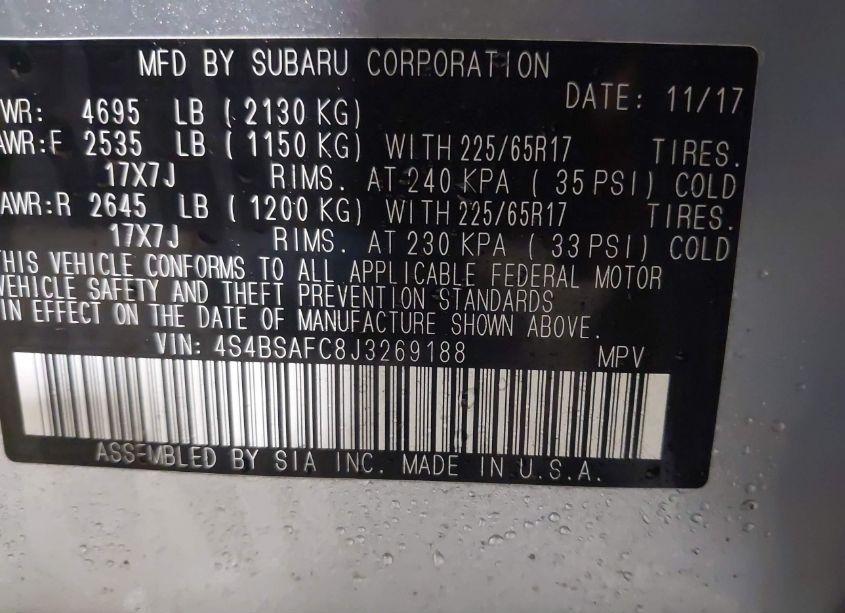 MFD BY SUBARU CORPORATION
DATE: 11/17
WR: 4695 LB ( 2130 KG)
AWR:F 2535 LB ( 1150 KG) WITH 225/65R17 TIRES.
17X7J RIMS. AT 240 KPA ( 35 PSI) COLD
AWR:R 2645 LB ( 1200 KG) WITH 225/65R17 TIRES.
17X7J RIMS. AT 230 KPA ( 33 PSI) COLD
THIS VEHICLE CONFORMS TO ALL APPLICABLE FEDERAL MOTOR
VEHICLE SAFETY AND THEFT PREVENTION STANDARDS
IN EFFECT ON THE DATE OF MANUFACTURE SHOWN ABOVE.
VIN: 4S4BSAFC8J3269188 MPV
ASSEMBLED BY SIA INC. MADE IN U.S.A.